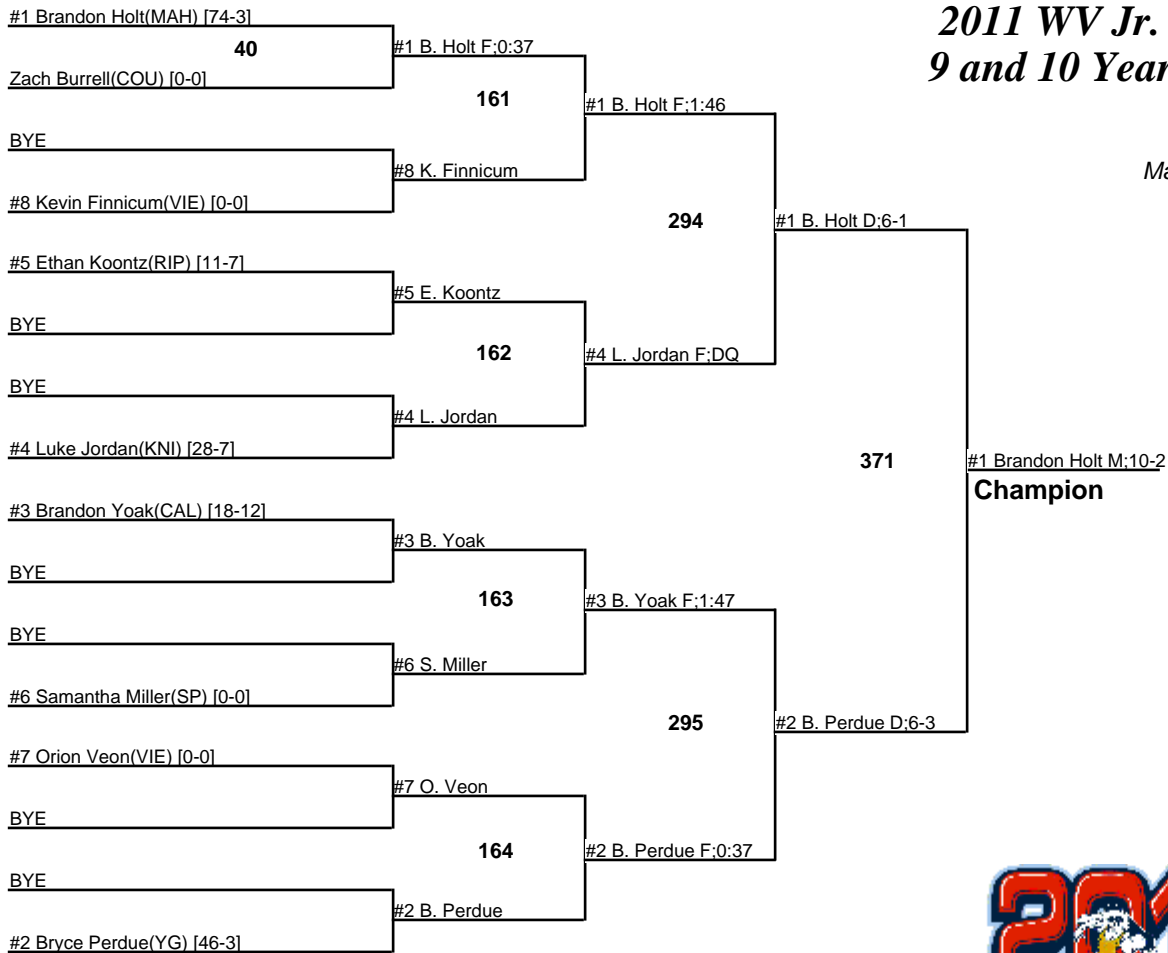 2011 WV Jr.
9 and 10 Year
Ma
#1 Brandon Holt(MAH) [74-3]
40
Zach Burrell(COU) [0-0]
BYE
#8 Kevin Finnicum(VIE) [0-0]
#5 Ethan Koontz(RIP) [11-7]
BYE
BYE
#4 Luke Jordan(KNI) [28-7]
#3 Brandon Yoak(CAL) [18-12]
BYE
BYE
#6 Samantha Miller(SP) [0-0]
#7 Orion Veon(VIE) [0-0]
BYE
BYE
#2 Bryce Perdue(YG) [46-3]
#1 B. Holt F;0:37
161
#8 K. Finnicum
#5 E. Koontz
162
#4 L. Jordan
#3 B. Yoak
163
#6 S. Miller
#7 O. Veon
164
#2 B. Perdue
#1 B. Holt F;1:46
294
#4 L. Jordan F;DQ
#3 B. Yoak F;1:47
295
#2 B. Perdue F;0:37
#1 B. Holt D;6-1
371
#2 B. Perdue D;6-3
#1 Brandon Holt M;10-2
Champion
201